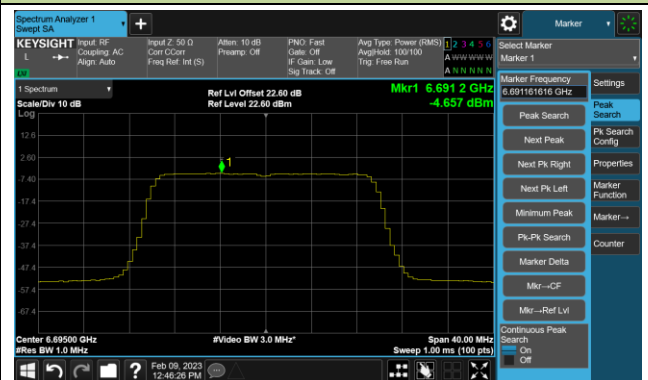 Spectrum Analyzer 1
Swept SA
+
Marker
KEYSIGHT
L
Input: RF
Coupling: AC
Align: Auto
Input Z: 50 Ω
Corr CCorr
Freq Ref: Int (S)
Atten: 10 dB
Preamp: Off
PNO: Fast
Gate: Off
IF Gain: Low
Sig Track: Off
Avg Type: Power (RMS)
Avg|Hold: 100/100
Trig: Free Run
1 2 3 4 5 6
A W W W W W
A N N N N N
Select Marker
Marker 1
1 Spectrum
Scale/Div 10 dB
Log
Ref Lvl Offset 22.60 dB
Ref Level 22.60 dBm
Mkr1 6.691 2 GHz
-4.657 dBm
12.6
2.60
-7.40
-17.4
-27.4
-37.4
-47.4
-57.4
-67.4
1
Center 6.69500 GHz
#Res BW 1.0 MHz
#Video BW 3.0 MHz*
Span 40.00 MHz
Sweep 1.00 ms (100 pts)
Marker Frequency
6.691161616 GHz
Peak Search
Next Peak
Next Pk Right
Next Pk Left
Minimum Peak
Pk-Pk Search
Marker Delta
Mkr→CF
Mkr→Ref Lvl
Continuous Peak
Search
On
Off
Settings
Peak
Search
Pk Search
Config
Properties
Marker
Function
Marker→
Counter
?
Feb 09, 2023
12:46:26 PM